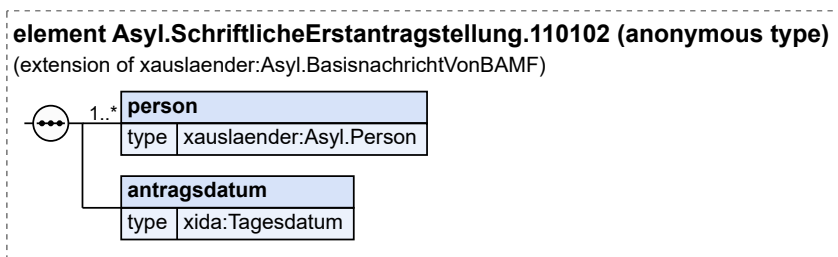 element Asyl.SchriftlicheErstantragstellung.110102 (anonymous type)
(extension of xauslaender:Asyl.BasisnachrichtVonBAMF)
1..* person
type xauslaender:Asyl.Person
antragsdatum
type xida:Tagesdatum